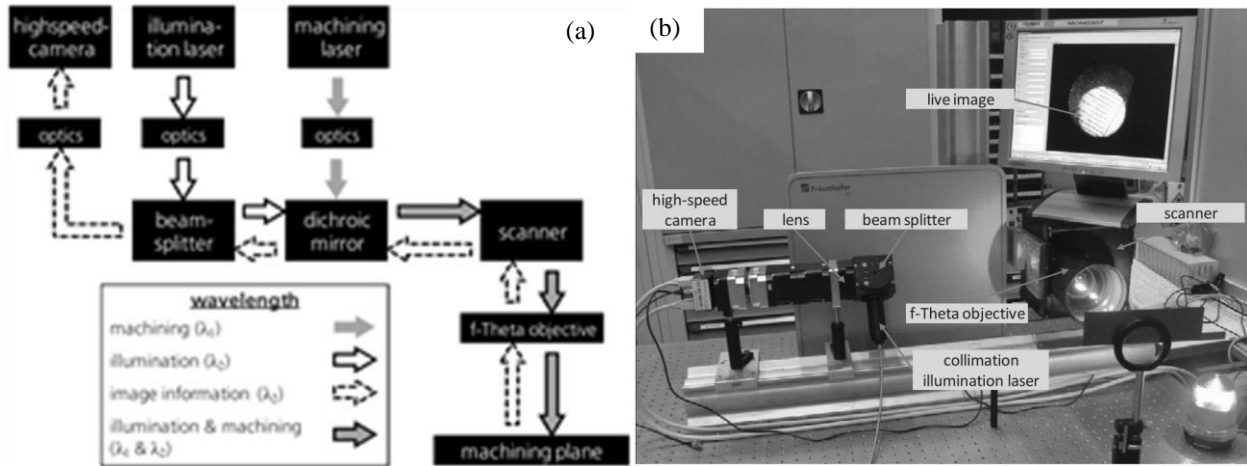 (a)
highspeed-
camera
illumina-
tion laser
machining
laser
optics
optics
optics
beam-
splitter
dichroic
mirror
scanner
f-Theta objective
machining plane
wavelength
machining (λ₁)
illumination (λ₂)
image information (λ₂)
illumination & machining
(λ₁ & λ₂)
(b)
live image
Fraunhofer
high-speed
camera
lens
beam splitter
scanner
f-Theta objective
collimation
illumination laser